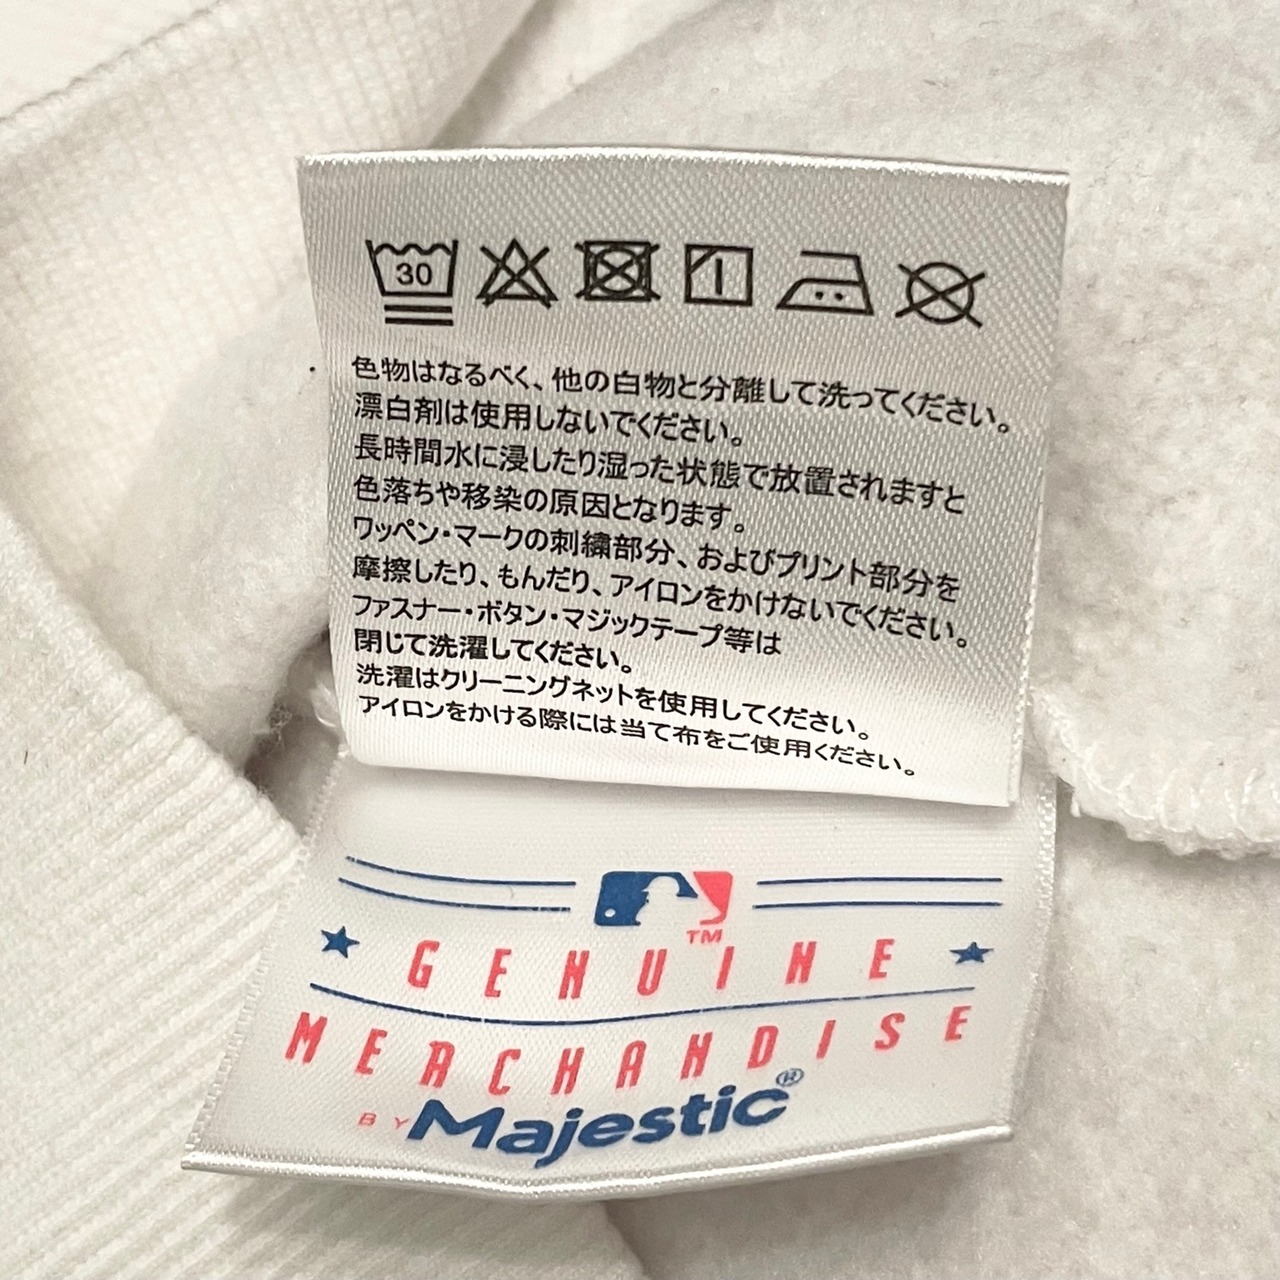 30
色物はなるべく、他の白物と分離して洗ってください。
漂白剤は使用しないでください。
長時間水に浸したり湿った状態で放置されますと
色落ちや移染の原因となります。
ワッペン・マークの刺繍部分、およびプリント部分を
摩擦したり、もんだり、アイロンをかけないでください。
ファスナー・ボタン・マジックテープ等は
閉じて洗濯してください。
洗濯はクリーニングネットを使用してください。
アイロンをかける際には当て布をご使用ください。
TM
GENUINE
MERCHANDISE
BY Majestic®